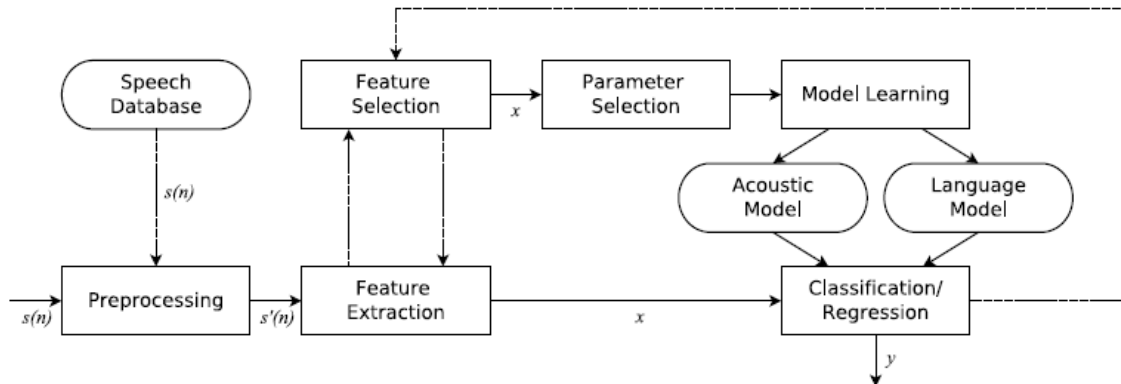 Speech
Database
Feature
Selection
x
Parameter
Selection
Model Learning
s(n)
Acoustic
Model
Language
Model
s(n)
Preprocessing
s'(n)
Feature
Extraction
x
Classification/
Regression
y